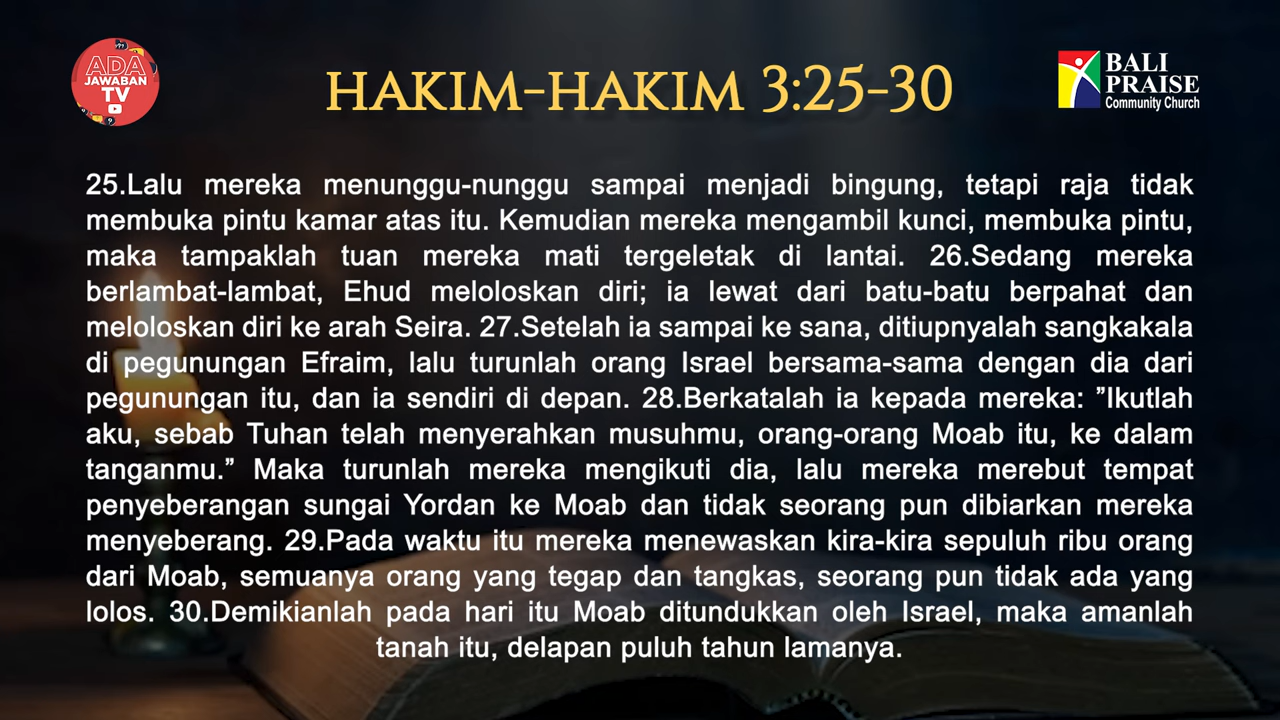 ADA
JAWABAN
TV
HAKIM-HAKIM 3:25-30
BALI
PRAISE
Community Church
25.Lalu mereka menunggu-nunggu sampai menjadi bingung, tetapi raja tidak
membuka pintu kamar atas itu. Kemudian mereka mengambil kunci, membuka pintu,
maka tampaklah tuan mereka mati tergeletak di lantai. 26.Sedang mereka
berlambat-lambat, Ehud meloloskan diri; ia lewat dari batu-batu berpahat dan
meloloskan diri ke arah Seira. 27.Setelah ia sampai ke sana, ditiupnyalah sangkakala
di pegunungan Efraim, lalu turunlah orang Israel bersama-sama dengan dia dari
pegunungan itu, dan ia sendiri di depan. 28.Berkatalah ia kepada mereka: ”Ikutlah
aku, sebab Tuhan telah menyerahkan musuhmu, orang-orang Moab itu, ke dalam
tanganmu.” Maka turunlah mereka mengikuti dia, lalu mereka merebut tempat
penyeberangan sungai Yordan ke Moab dan tidak seorang pun dibiarkan mereka
menyeberang. 29.Pada waktu itu mereka menewaskan kira-kira sepuluh ribu orang
dari Moab, semuanya orang yang tegap dan tangkas, seorang pun tidak ada yang
lolos. 30.Demikianlah pada hari itu Moab ditundukkan oleh Israel, maka amanlah
tanah itu, delapan puluh tahun lamanya.